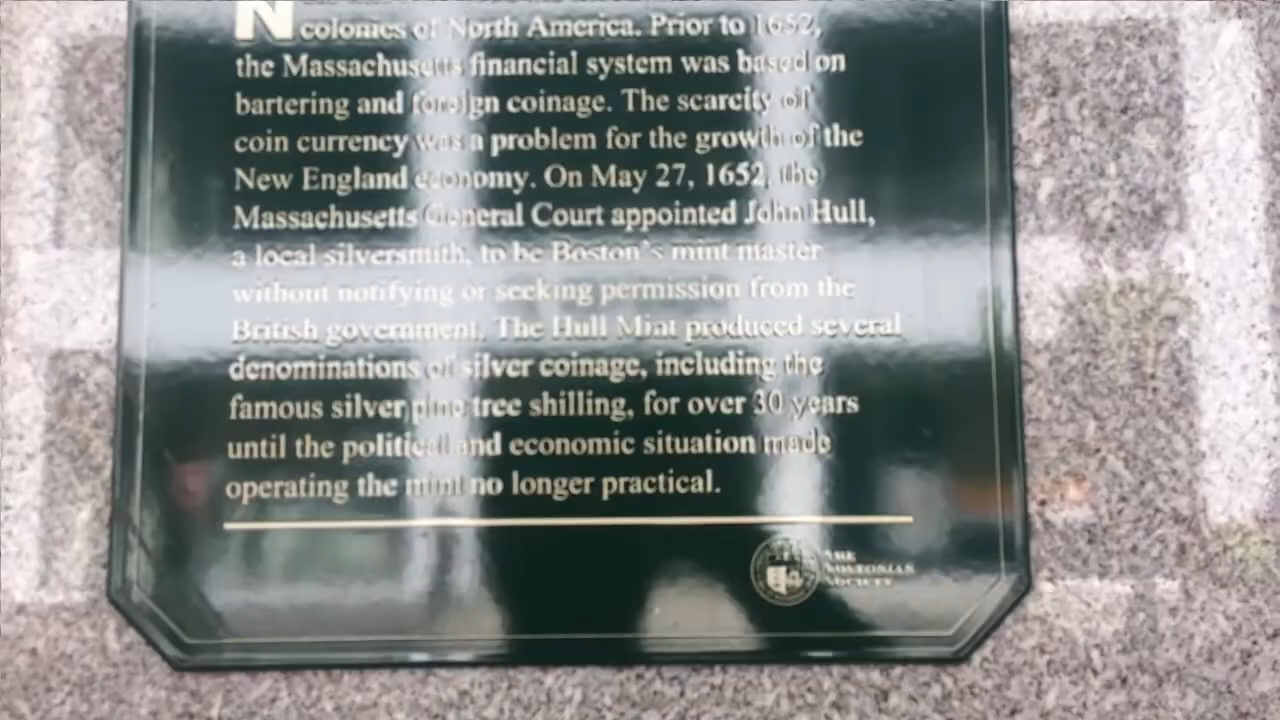 N
colonies of North America. Prior to 1652,
the Massachusetts financial system was based on
bartering and foreign coinage. The scarcity of
coin currency was a problem for the growth of the
New England economy. On May 27, 1652, the
Massachusetts General Court appointed John Hull,
a local silversmith, to be Boston's mint master
without notifying or seeking permission from the
British government. The Hull Mint produced several
denominations of silver coinage, including the
famous silver pine tree shilling, for over 30 years
until the political and economic situation made
operating the mint no longer practical.
THE
BOSTONIAN
SOCIETY